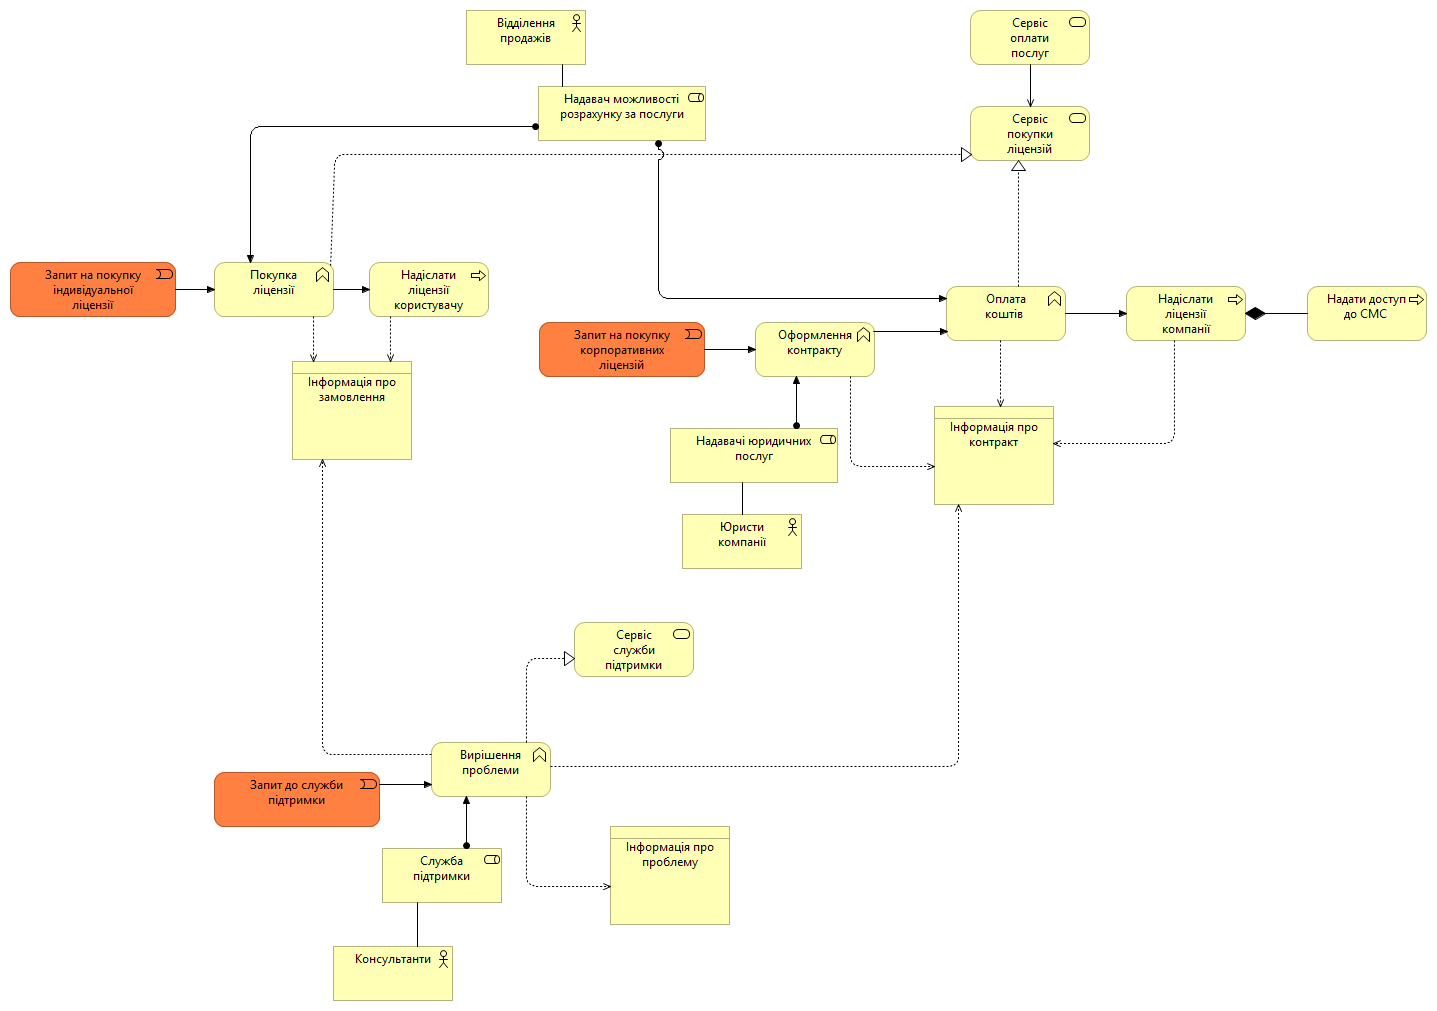 Відділення
продажів
Сервіс
оплати
послуг
Надавач можливості
розрахунку за послуги
Сервіс
покупки
ліцензій
Запит на покупку
індивідуальної
ліцензії
Покупка
ліцензії
Надіслати
ліцензії
користувачу
Оплата
коштів
Надіслати
ліцензії
компанії
Надати доступ
до СМС
Запит на покупку
корпоративних
ліцензій
Оформлення
контракту
Інформація про
замовлення
Інформація про
контракт
Надавачі юридичних
послуг
Юристи
компанії
Сервіс
служби
підтримки
Вирішення
проблеми
Запит до служби
підтримки
Інформація про
проблему
Служба
підтримки
Консультанти